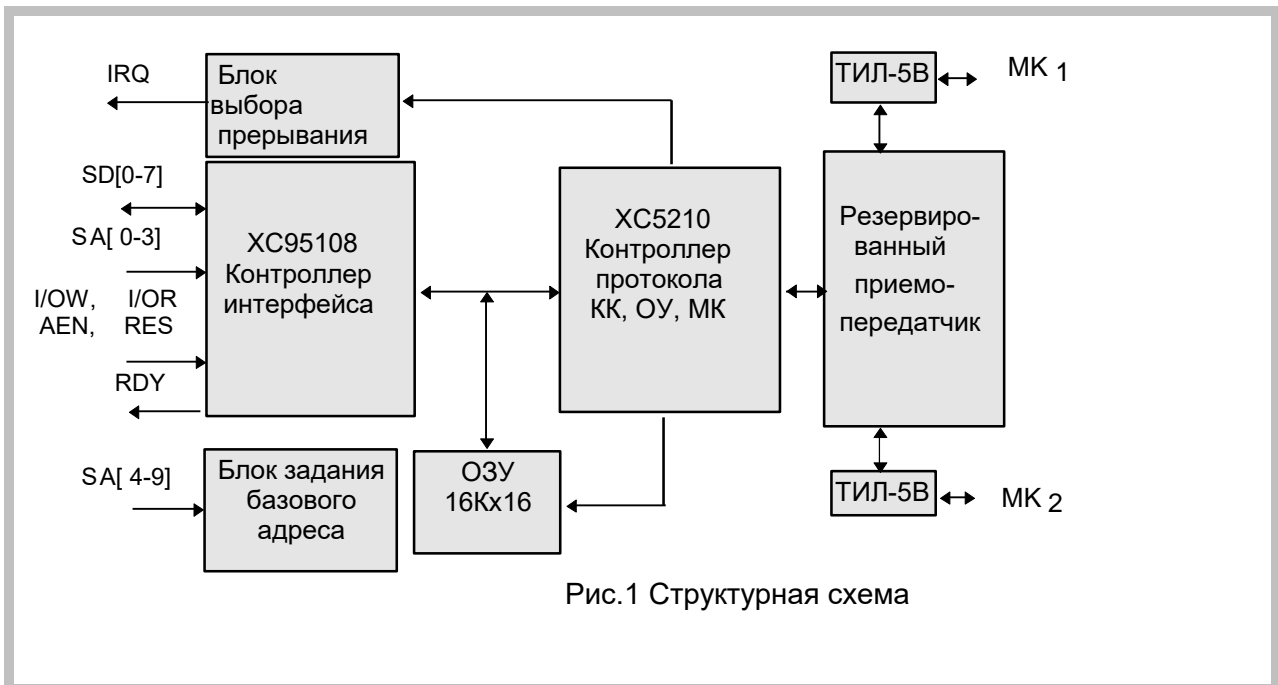 IRQ
Блок
выбора
прерывания
ТИЛ-5В
МК 1
SD[0-7]
SA[ 0-3]
I/OW, I/OR
AEN, RES
RDY
XC95108
Контроллер
интерфейса
XC5210
Контроллер
протокола
КК, ОУ, МК
Резервиро-
ванный
приемо-
передатчик
SA[ 4-9]
Блок задания
базового
адреса
ОЗУ
16Кx16
ТИЛ-5В
МК 2
Рис.1 Структурная схема